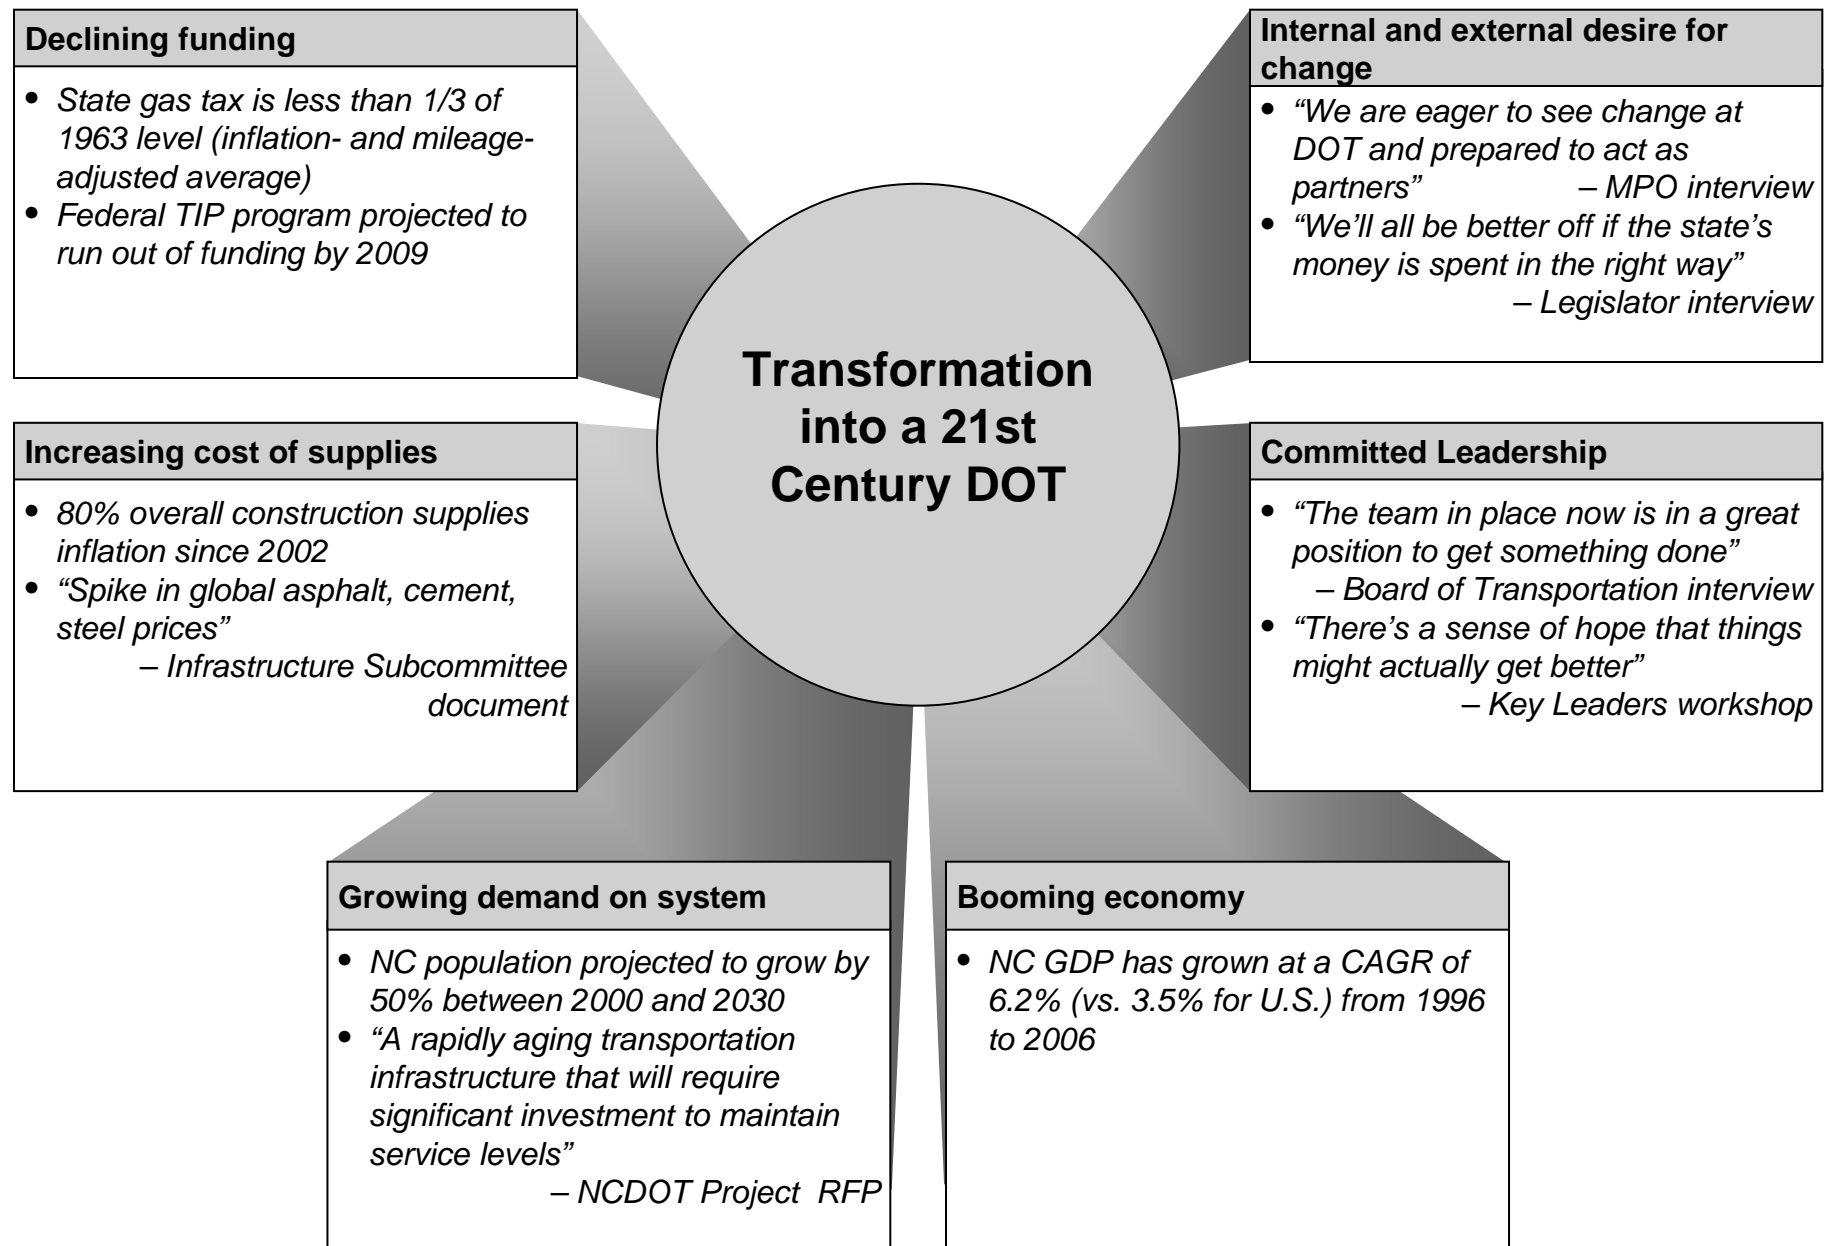 Declining funding
• State gas tax is less than 1/3 of
1963 level (inflation- and mileage-
adjusted average)
• Federal TIP program projected to
run out of funding by 2009
Internal and external desire for
change
• “We are eager to see change at
DOT and prepared to act as
partners” – MPO interview
• “We’ll all be better off if the state’s
money is spent in the right way”
– Legislator interview
Transformation
into a 21st
Century DOT
Increasing cost of supplies
• 80% overall construction supplies
inflation since 2002
• “Spike in global asphalt, cement,
steel prices”
– Infrastructure Subcommittee
document
Committed Leadership
• “The team in place now is in a great
position to get something done”
– Board of Transportation interview
• “There’s a sense of hope that things
might actually get better”
– Key Leaders workshop
Growing demand on system
• NC population projected to grow by
50% between 2000 and 2030
• “A rapidly aging transportation
infrastructure that will require
significant investment to maintain
service levels”
– NCDOT Project  RFP
Booming economy
• NC GDP has grown at a CAGR of
6.2% (vs. 3.5% for U.S.) from 1996
to 2006